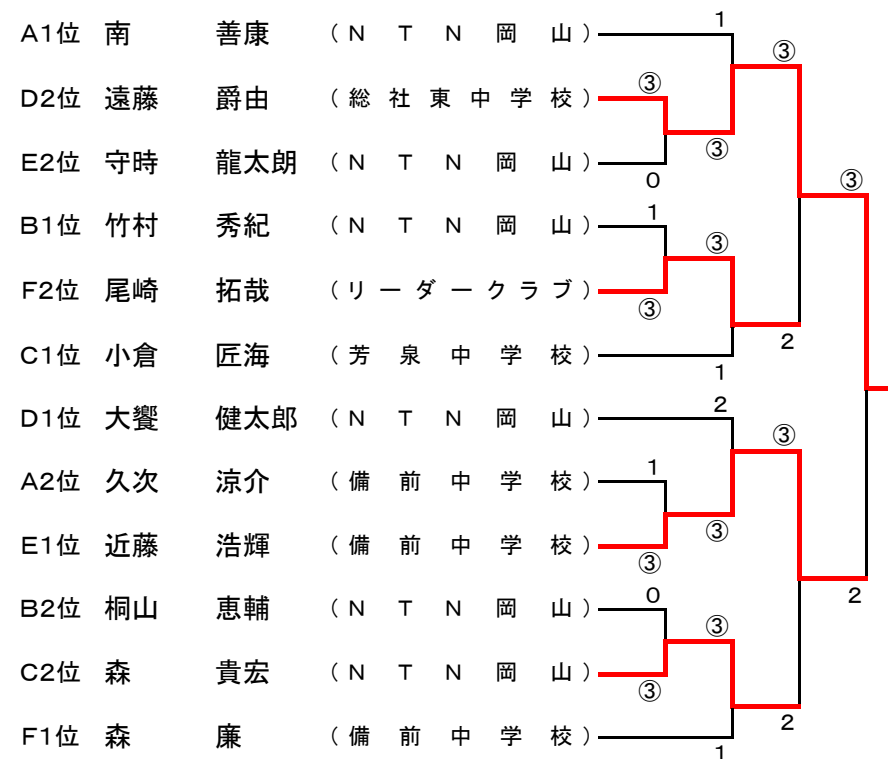 1
A1位 南 善康 (NTN岡山)
③
③
D2位 遠藤 爵由 (総社東中学校)
③
E2位 守時 龍太朗 (NTN岡山)
0
③
1
B1位 竹村 秀紀 (NTN岡山)
③
F2位 尾崎 拓哉 (リーダークラブ)
③
2
C1位 小倉 匠海 (芳泉中学校)
1
2
D1位 大饗 健太郎 (NTN岡山)
③
1
A2位 久次 涼介 (備前中学校)
③
E1位 近藤 浩輝 (備前中学校)
③
0
2
B2位 桐山 恵輔 (NTN岡山)
③
C2位 森 貴宏 (NTN岡山)
③
2
F1位 森 廉 (備前中学校)
1